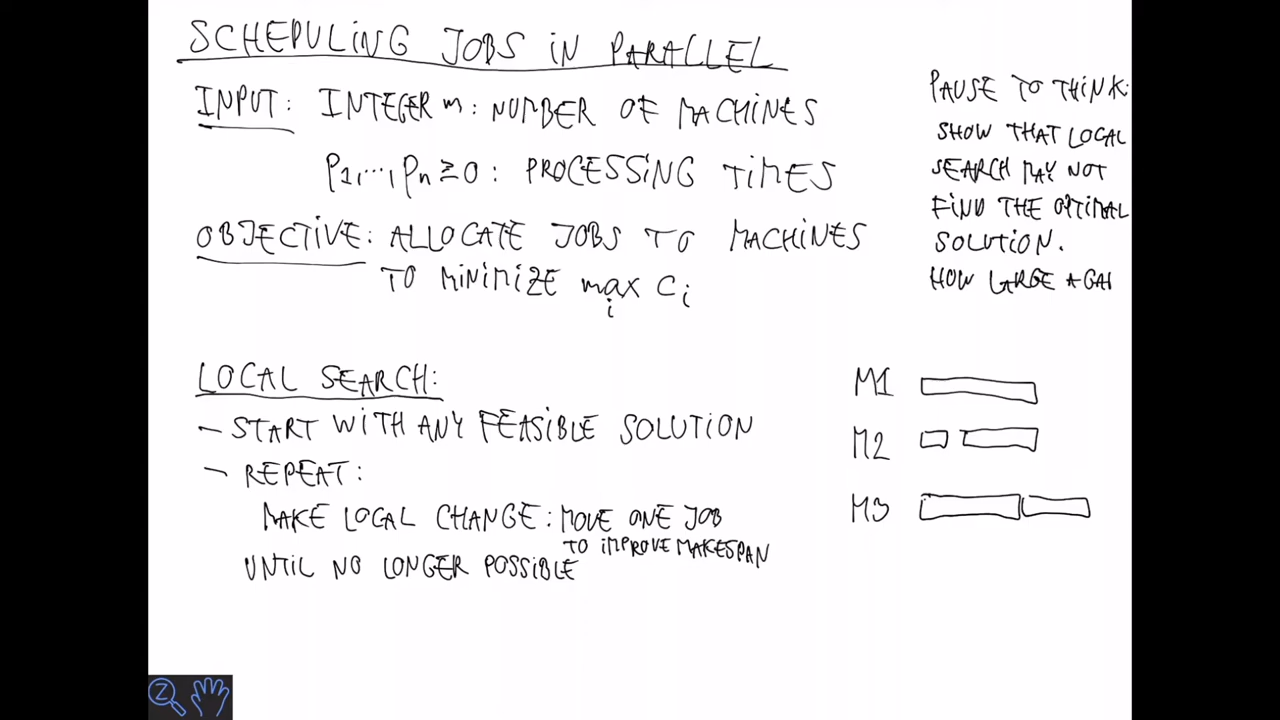 SCHEDULING JOBS IN PARALLEL
INPUT: INTEGER m: NUMBER OF MACHINES
p1,...,pn ≥ 0: PROCESSING TIMES
OBJECTIVE: ALLOCATE JOBS TO MACHINES
TO MINIMIZE max Ci
i
PAUSE TO THINK:
SHOW THAT LOCAL
SEARCH MAY NOT
FIND THE OPTIMAL
SOLUTION.
HOW LARGE A GAP
LOCAL SEARCH:
- START WITH ANY FEASIBLE SOLUTION
- REPEAT:
MAKE LOCAL CHANGE: MOVE ONE JOB
TO IMPROVE MAKESPAN
UNTIL NO LONGER POSSIBLE
M1
M2
M3
Z